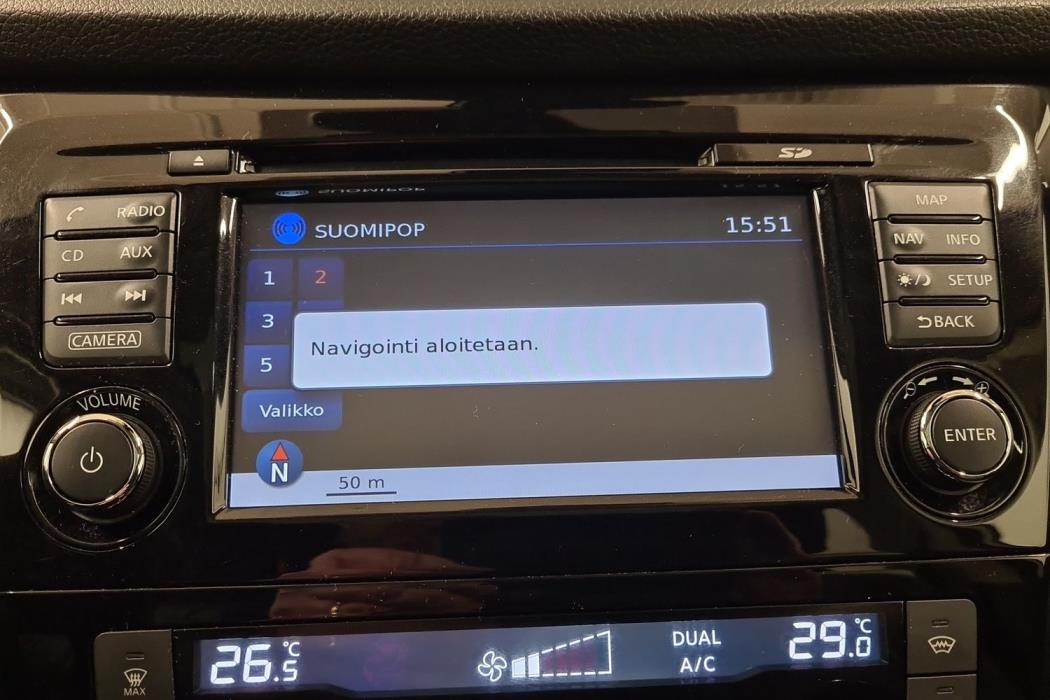 SD
RADIO
CD AUX
CAMERA
VOLUME
SUOMIPOP 15:51
1 2
3
5
Navigointi aloitetaan.
Valikko
N
50 m
MAP
NAV INFO
SETUP
BACK
ENTER
26.5 °C
DUAL
A/C
29.0 °C
MAX